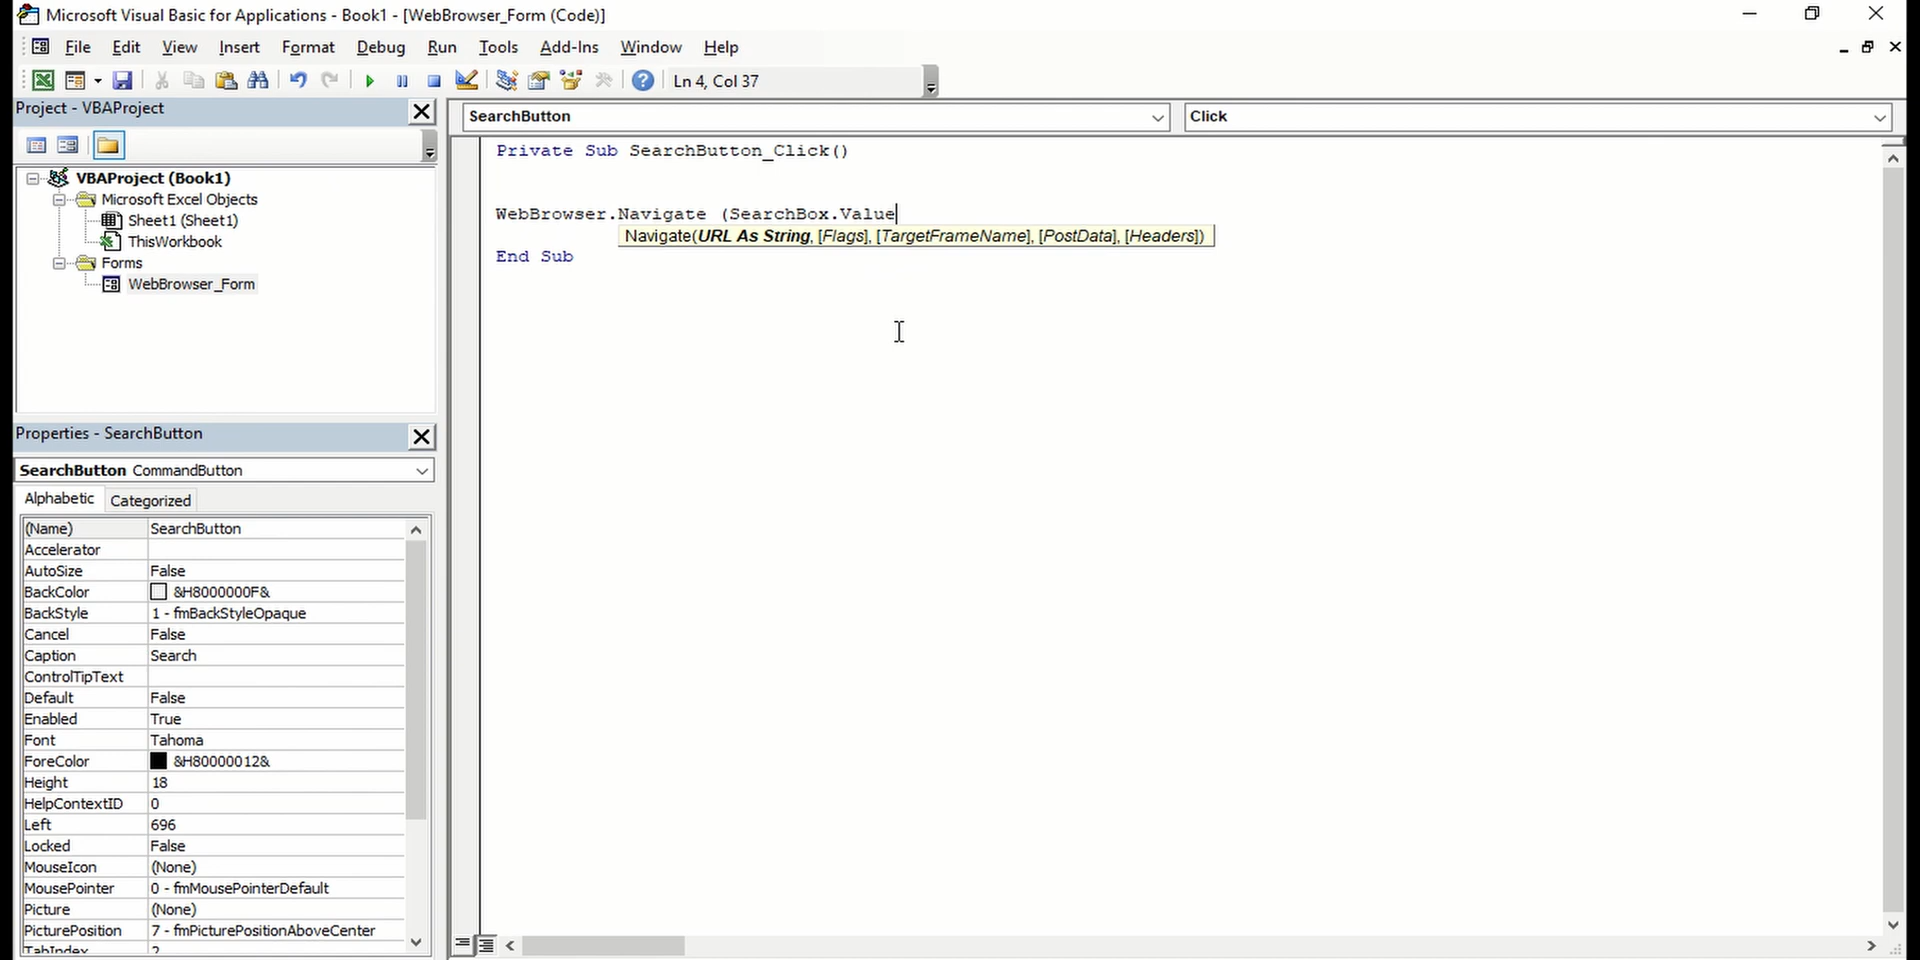 Microsoft Visual Basic for Applications - Book1 - [WebBrowser_Form (Code)]
File Edit View Insert Format Debug Run Tools Add-Ins Window Help
Ln 4, Col 37
Project - VBAProject
VBAProject (Book1)
Microsoft Excel Objects
Sheet1 (Sheet1)
ThisWorkbook
Forms
WebBrowser_Form
Properties - SearchButton
SearchButton CommandButton
Alphabetic Categorized
(Name) SearchButton
Accelerator
AutoSize False
BackColor &H8000000F&
BackStyle 1 - fmBackStyleOpaque
Cancel False
Caption Search
ControlTipText
Default False
Enabled True
Font Tahoma
ForeColor &H80000012&
Height 18
HelpContextID 0
Left 696
Locked False
MouseIcon (None)
MousePointer 0 - fmMousePointerDefault
Picture (None)
PicturePosition 7 - fmPicturePositionAboveCenter
TabIndex 2
SearchButton Click
Private Sub SearchButton_Click()
WebBrowser.Navigate (SearchBox.Value
Navigate(URL As String, [Flags], [TargetFrameName], [PostData], [Headers])
End Sub